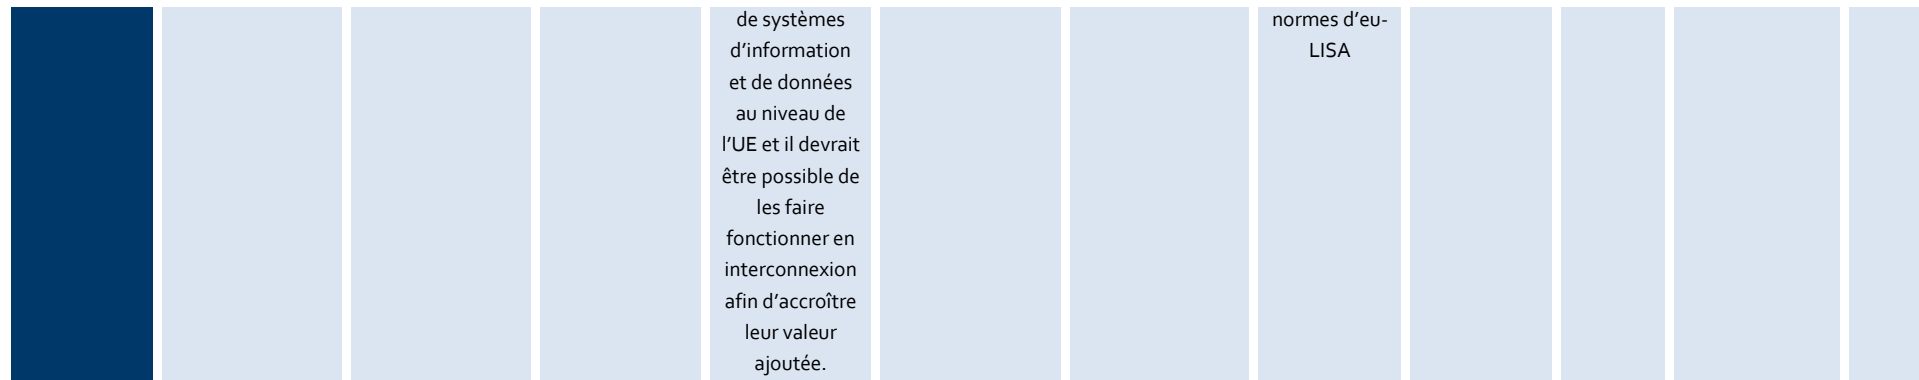 de systèmes
d’information
et de données
au niveau de
l’UE et il devrait
être possible de
les faire
fonctionner en
interconnexion
afin d’accroître
leur valeur
ajoutée.
normes d’eu-
LISA